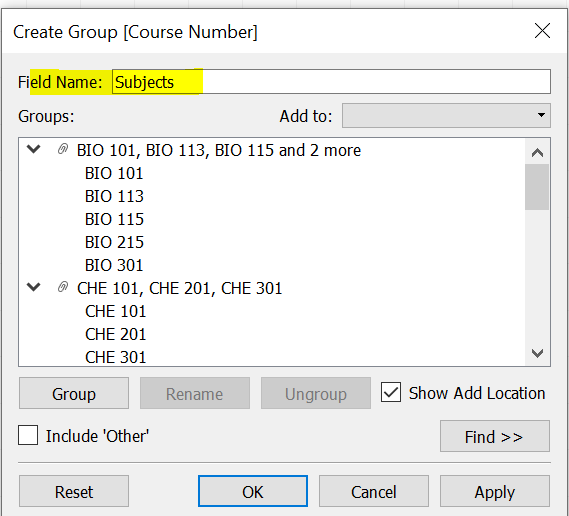 Create Group [Course Number]
Field Name: Subjects
Groups: Add to:
BIO 101, BIO 113, BIO 115 and 2 more
BIO 101
BIO 113
BIO 115
BIO 215
BIO 301
CHE 101, CHE 201, CHE 301
CHE 101
CHE 201
CHE 301
Group Rename Ungroup Show Add Location
Include 'Other' Find >>
Reset OK Cancel Apply